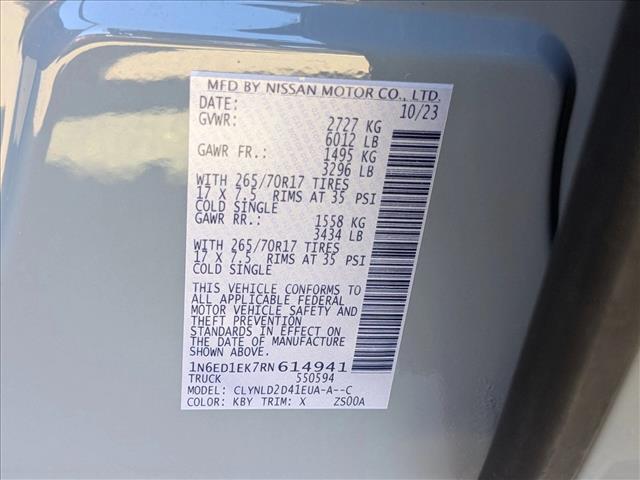 MFD BY NISSAN MOTOR CO., LTD.
DATE: 10/23
GVWR: 2727 KG
6012 LB
GAWR FR.: 1495 KG
3296 LB
WITH 265/70R17 TIRES
17 X 7.5 RIMS AT 35 PSI
COLD SINGLE
GAWR RR.: 1558 KG
3434 LB
WITH 265/70R17 TIRES
17 X 7.5 RIMS AT 35 PSI
COLD SINGLE
THIS VEHICLE CONFORMS TO
ALL APPLICABLE FEDERAL
MOTOR VEHICLE SAFETY AND
THEFT PREVENTION
STANDARDS IN EFFECT ON
THE DATE OF MANUFACTURE
SHOWN ABOVE.
1N6ED1EK7RN614941
TRUCK 550594
MODEL: CLYNLD2D41EUA-A--C
COLOR: KBY TRIM: X ZS00A